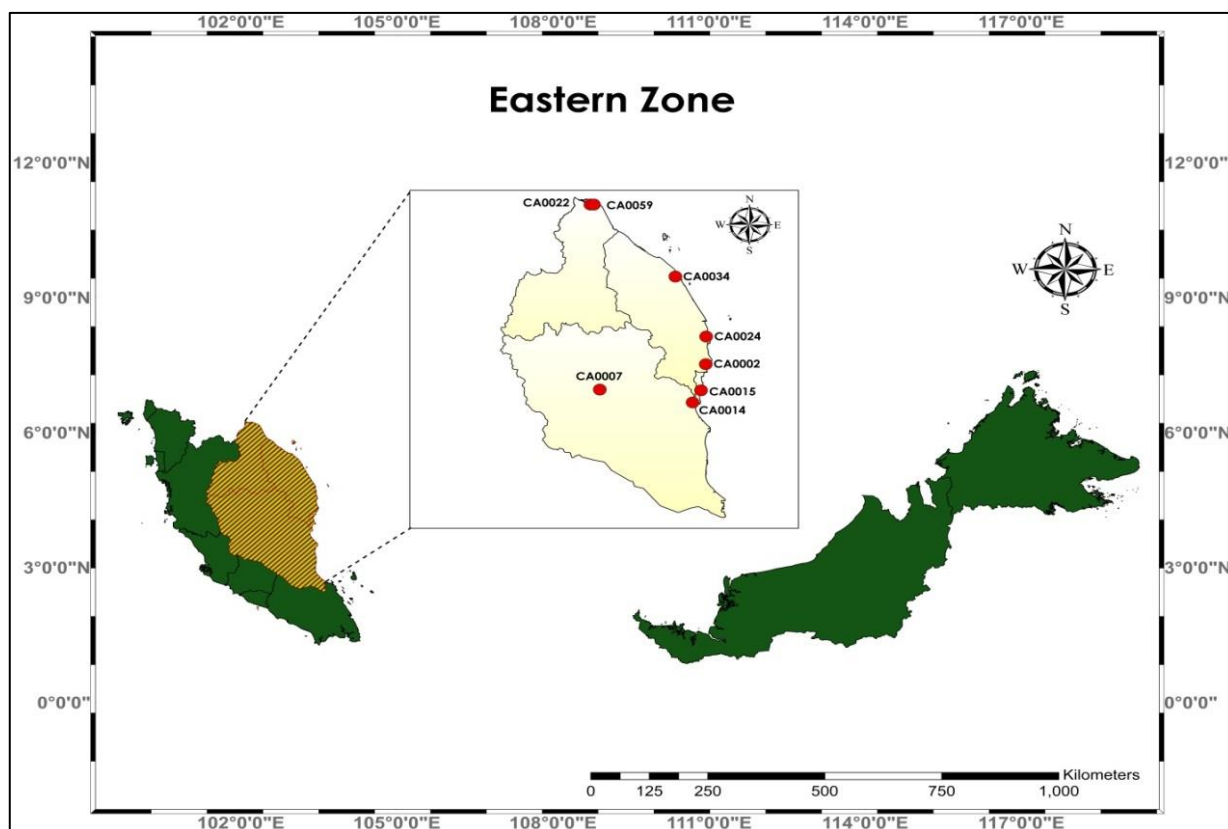 102°0'0"E 105°0'0"E 108°0'0"E 111°0'0"E 114°0'0"E 117°0'0"E
Eastern Zone
12°0'0"N 12°0'0"N
CA0022 CA0059
N
W E
S
N
W E
S
CA0034
9°0'0"N 9°0'0"N
CA0024
CA0002
CA0007
CA0015
CA0014
6°0'0"N 6°0'0"N
3°0'0"N 3°0'0"N
0°0'0" 0°0'0"
Kilometers
0 125 250 500 750 1,000
102°0'0"E 105°0'0"E 108°0'0"E 111°0'0"E 114°0'0"E 117°0'0"E